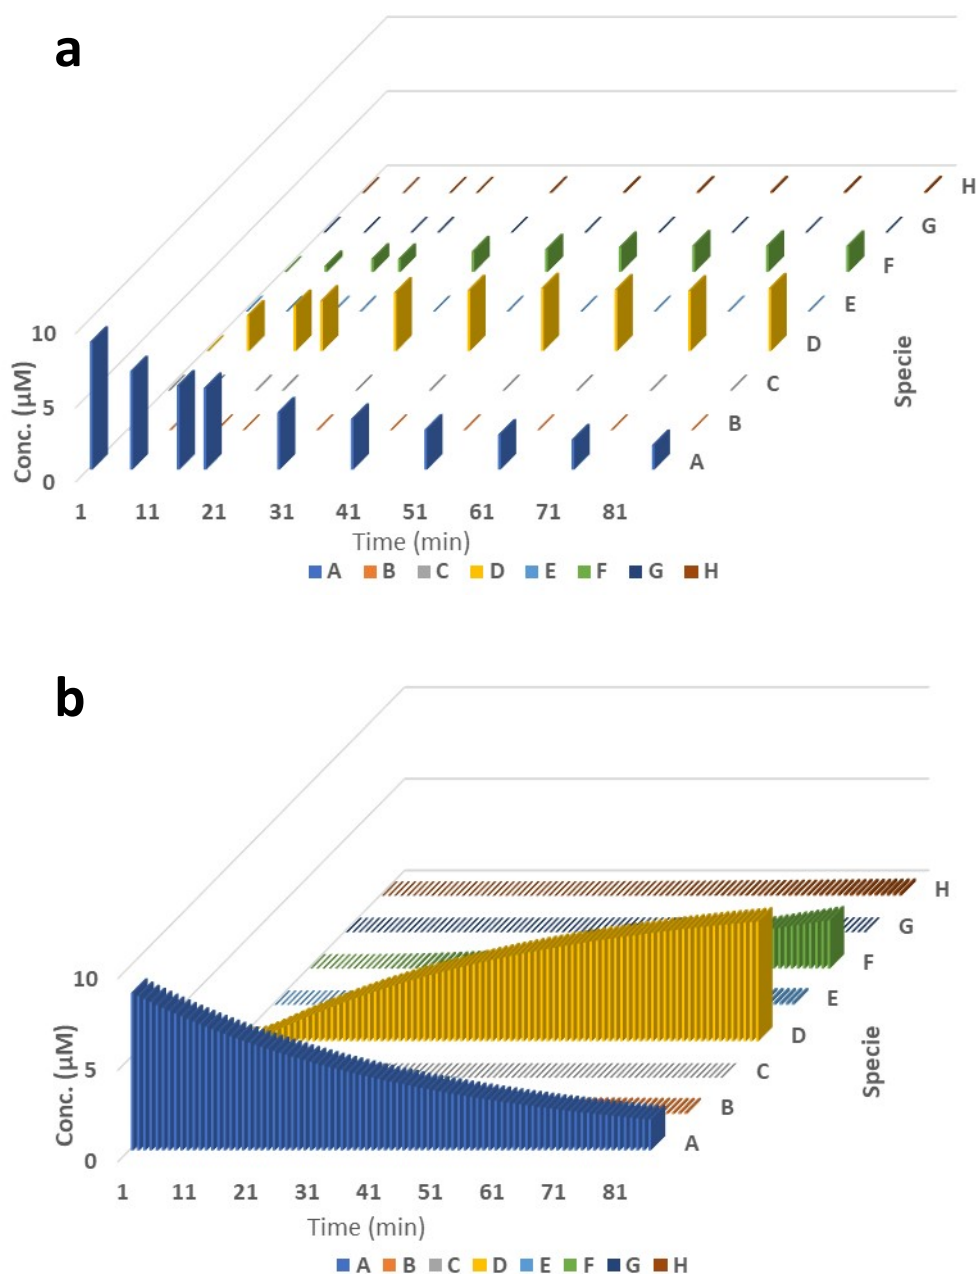 a
H
G
F
E
10
D
Specie
C
5
Conc. (µM)
B
A
0
1 11 21 31 41 51 61 71 81
Time (min)
A B C D E F G H
b
H
G
F
10
E
D
Specie
5
C
Conc. (µM)
B
A
0
1 11 21 31 41 51 61 71 81
Time (min)
A B C D E F G H